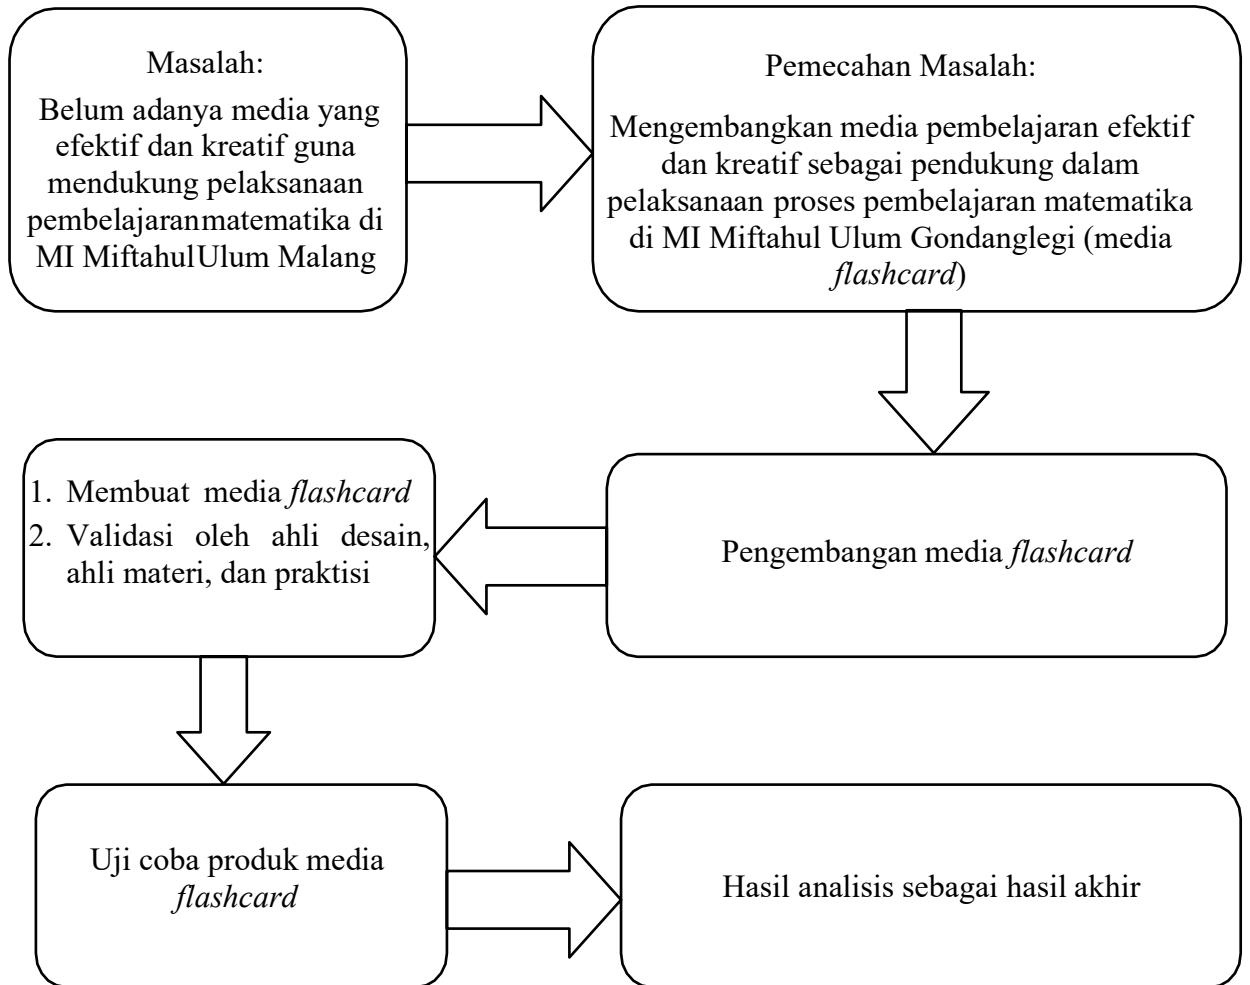 Masalah:
Belum adanya media yang
efektif dan kreatif guna
mendukung pelaksanaan
pembelajaranmatematika di
MI MiftahulUlum Malang
Pemecahan Masalah:
Mengembangkan media pembelajaran efektif
dan kreatif sebagai pendukung dalam
pelaksanaan proses pembelajaran matematika
di MI Miftahul Ulum Gondanglegi (media
flashcard)
Pengembangan media flashcard
1. Membuat media flashcard
2. Validasi oleh ahli desain,
ahli materi, dan praktisi
Uji coba produk media
flashcard
Hasil analisis sebagai hasil akhir